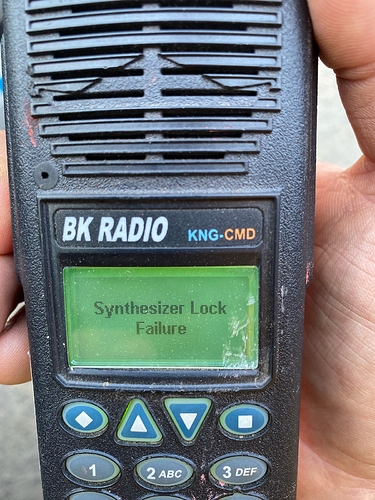 BK RADIO KNG-CMD
Synthesizer Lock
Failure
1 2 ABC 3 DEF